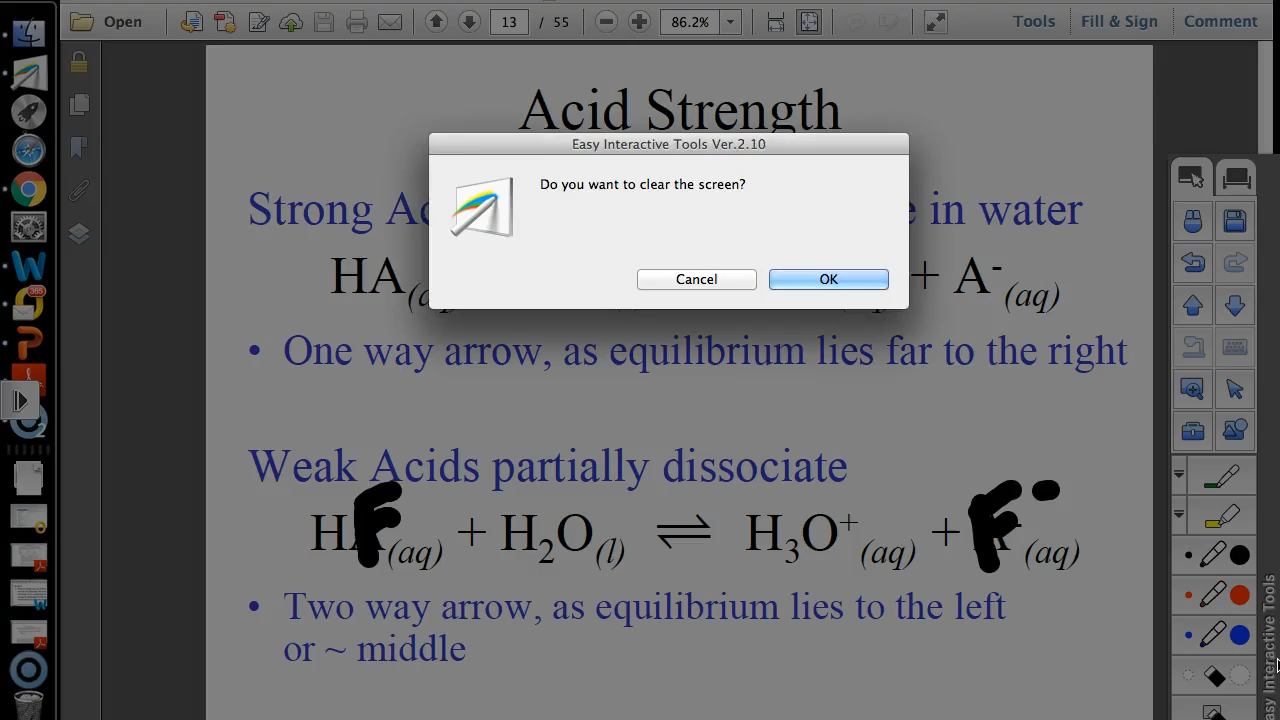 Open
13 / 55
86.2%
Tools
Fill & Sign
Comment
Acid Strength
Easy Interactive Tools Ver.2.10
Do you want to clear the screen?
Cancel
OK
Strong Ac e in water
HA(a + A-(aq)
• One way arrow, as equilibrium lies far to the right
Weak Acids partially dissociate
HF(aq) + H2O(l) ⇌ H3O+(aq) + F-(aq)
• Two way arrow, as equilibrium lies to the left
or ~ middle
365
2
Easy Interactive Tools